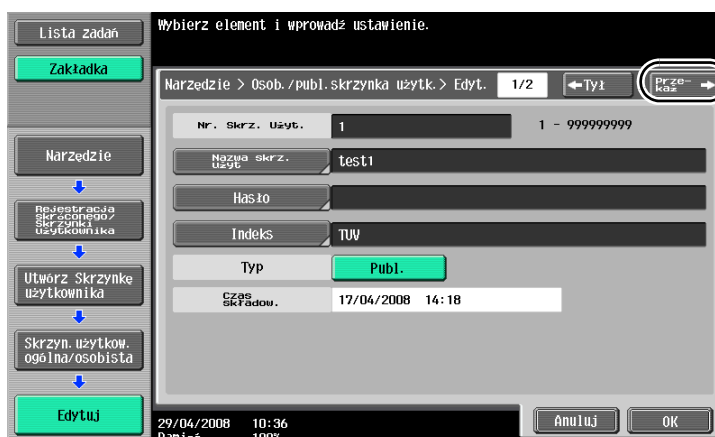 Lista zadań
Wybierz element i wprowadź ustawienie.
Zakładka
Narzędzie > Osob./publ.skrzynka użytk.> Edyt.
1/2
←Tył
Prze-
każ →
Nr. Skrz. Użyt.
1
1 - 999999999
Narzędzie
Nazwa skrz.
użyt
test1
Hasło
Rejestracja
skróconego/
skrzynki
użytkownika
Indeks
TUV
Typ
Publ.
Utwórz Skrzynkę
użytkownika
Czas
składow.
17/04/2008 14:18
Skrzyn.użytkow.
ogólna/osobista
Edytuj
Anuluj
OK
29/04/2008 10:36
Pamięć 100%